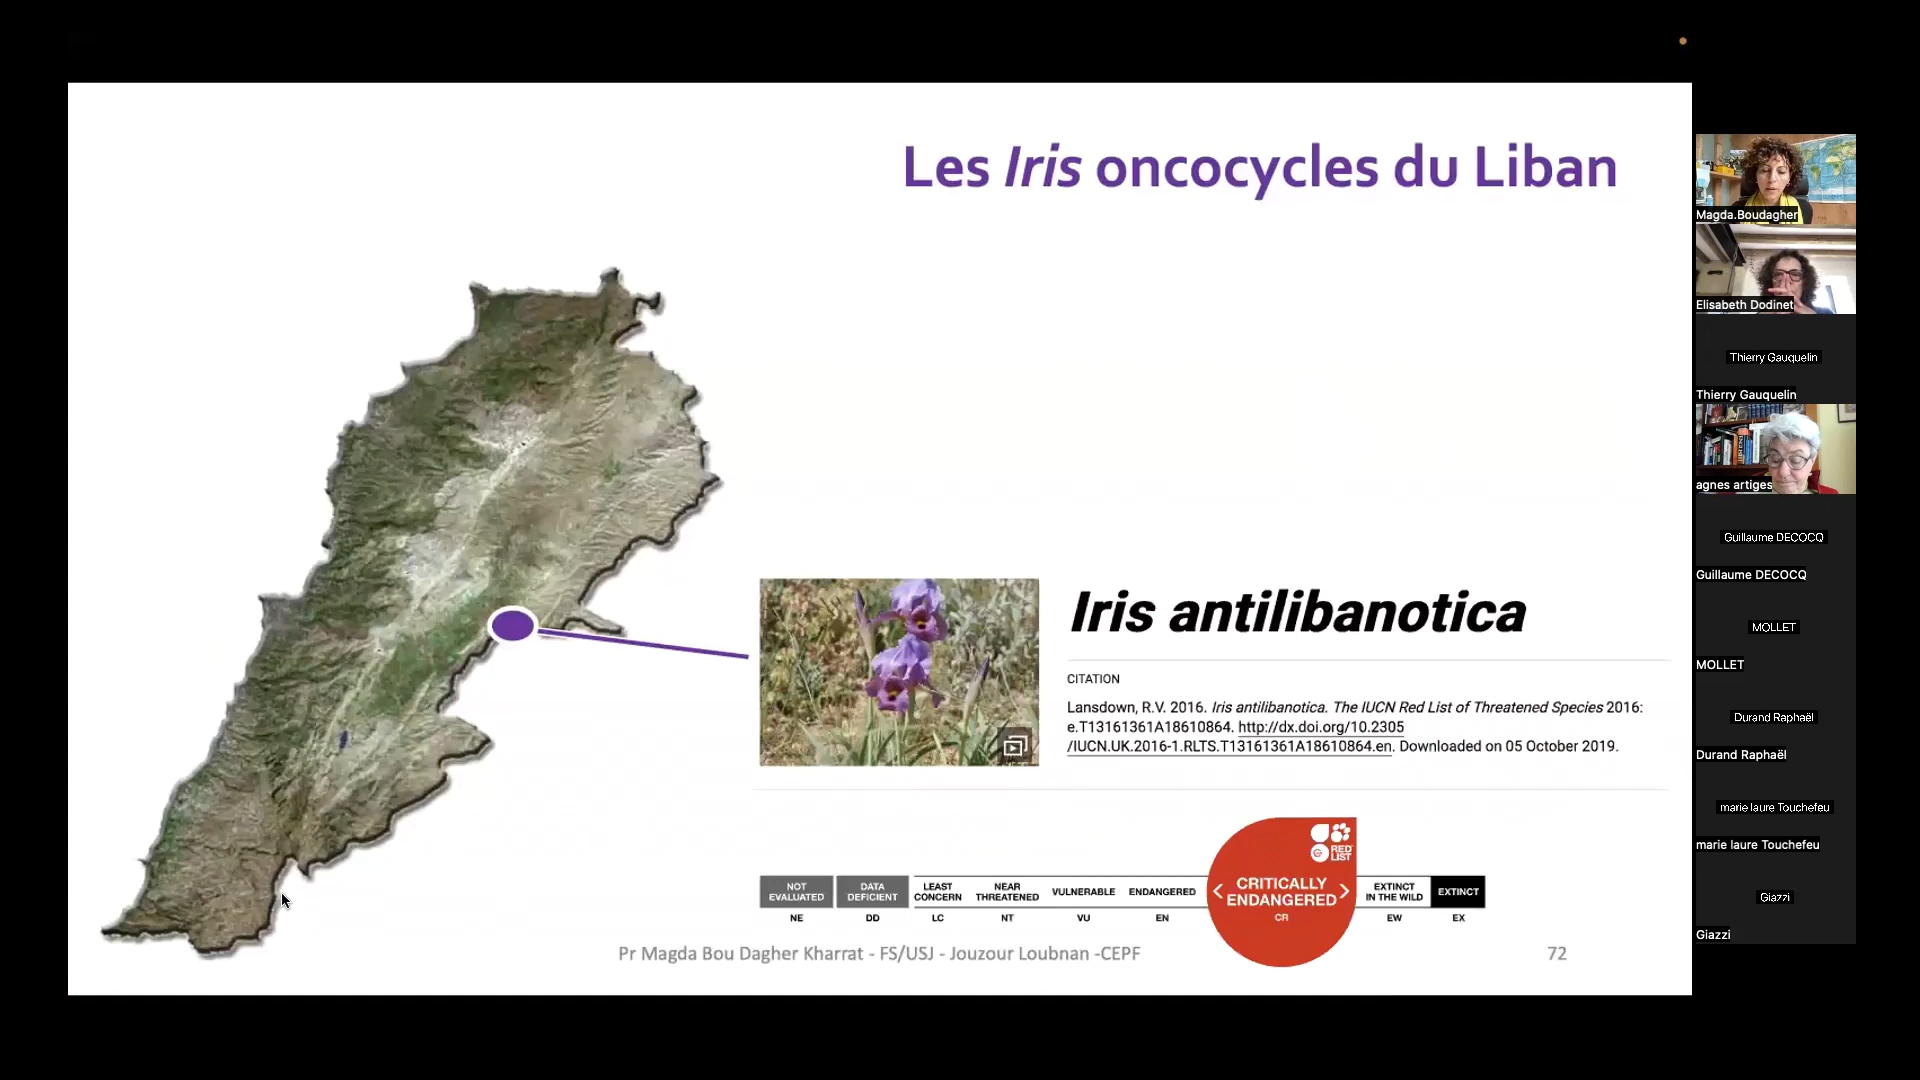 Les Iris oncocycles du Liban
Iris antilibanotica
CITATION
Lansdown, R.V. 2016. Iris antilibanotica. The IUCN Red List of Threatened Species 2016:
e.T13161361A18610864. http://dx.doi.org/10.2305
/IUCN.UK.2016-1.RLTS.T13161361A18610864.en. Downloaded on 05 October 2019.
RED
LIST
NOT
EVALUATED
NE
DATA
DEFICIENT
DD
LEAST
CONCERN
LC
NEAR
THREATENED
NT
VULNERABLE
VU
ENDANGERED
EN
< CRITICALLY
ENDANGERED >
CR
EXTINCT
IN THE WILD
EW
EXTINCT
EX
Pr Magda Bou Dagher Kharrat - FS/USJ - Jouzour Loubnan -CEPF
72
Magda.Boudagher
Elisabeth Dodinet
Thierry Gauquelin
Thierry Gauquelin
agnes artiges
Guillaume DECOCQ
Guillaume DECOCQ
MOLLET
MOLLET
Durand Raphaël
Durand Raphaël
marie laure Touchefeu
marie laure Touchefeu
Giazzi
Giazzi